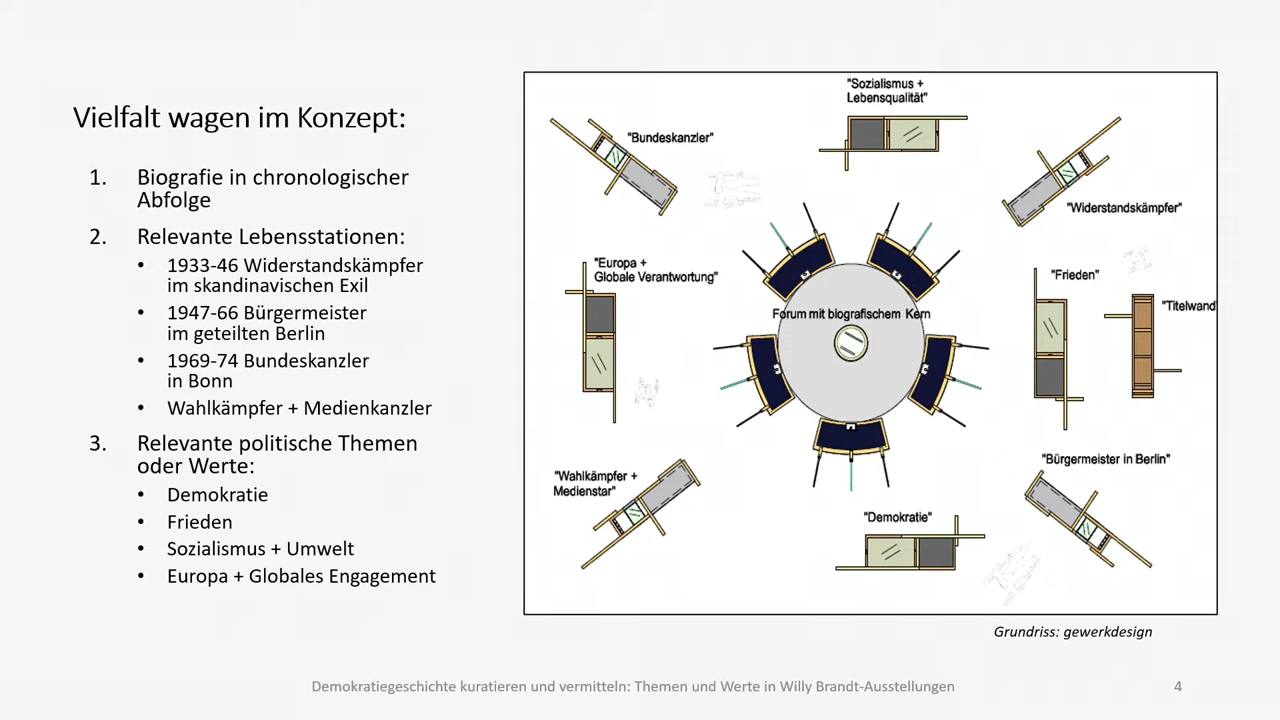 Vielfalt wagen im Konzept:
1. Biografie in chronologischer
Abfolge
2. Relevante Lebensstationen:
• 1933-46 Widerstandskämpfer
im skandinavischen Exil
• 1947-66 Bürgermeister
im geteilten Berlin
• 1969-74 Bundeskanzler
in Bonn
• Wahlkämpfer + Medienkanzler
3. Relevante politische Themen
oder Werte:
• Demokratie
• Frieden
• Sozialismus + Umwelt
• Europa + Globales Engagement
"Sozialismus +
Lebensqualität"
"Bundeskanzler"
"Widerstandskämpfer"
"Europa +
Globale Verantwortung"
"Frieden"
"Titelwand
Forum mit biografischem Kern
"Wahlkämpfer +
Medienstar"
"Bürgermeister in Berlin"
"Demokratie"
Grundriss: gewerkdesign
Demokratiegeschichte kuratieren und vermitteln: Themen und Werte in Willy Brandt-Ausstellungen
4